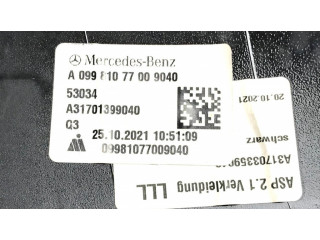 Mercedes-Benz
A 099 810 77 00 9040
53034
A31701399040
Q3
25.10.2021 10:51:09
09981077009040
20.10.2021
schwarz
ASP 2.1 Verkleidung
LLL